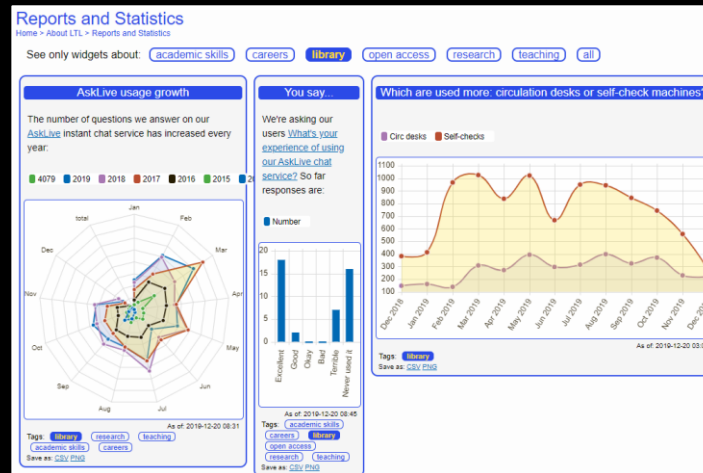 Reports and Statistics
Home > About LTL > Reports and Statistics
See only widgets about: academic skills careers library open access research teaching all
AskLive usage growth
The number of questions we answer on our
AskLive instant chat service has increased every
year:
4079 2019 2018 2017 2016 2015
Jan
Feb
Mar
Apr
May
Jun
Jul
Aug
Sep
Oct
Nov
Dec
total
As of: 2019-12-20 08:31
Tags: library research teaching
academic skills careers
Save as: CSV PNG
You say...
We're asking our
users What's your
experience of using
our AskLive chat
service? So far
responses are:
Number
20
15
10
5
0
Excellent
Good
Okay
Bad
Terrible
Never used it
As of: 2019-12-20 08:45
Tags: academic skills
careers library
open access
research teaching
Save as: CSV PNG
Which are used more: circulation desks or self-check machines?
Circ desks Self-checks
1100
1000
900
800
700
600
500
400
300
200
100
Dec 2018
Jan 2019
Feb 2019
Mar 2019
Apr 2019
May 2019
Jun 2019
Jul 2019
Aug 2019
Sep 2019
Oct 2019
Nov 2019
As of: 2019-12-20
Tags: library
Save as: CSV PNG